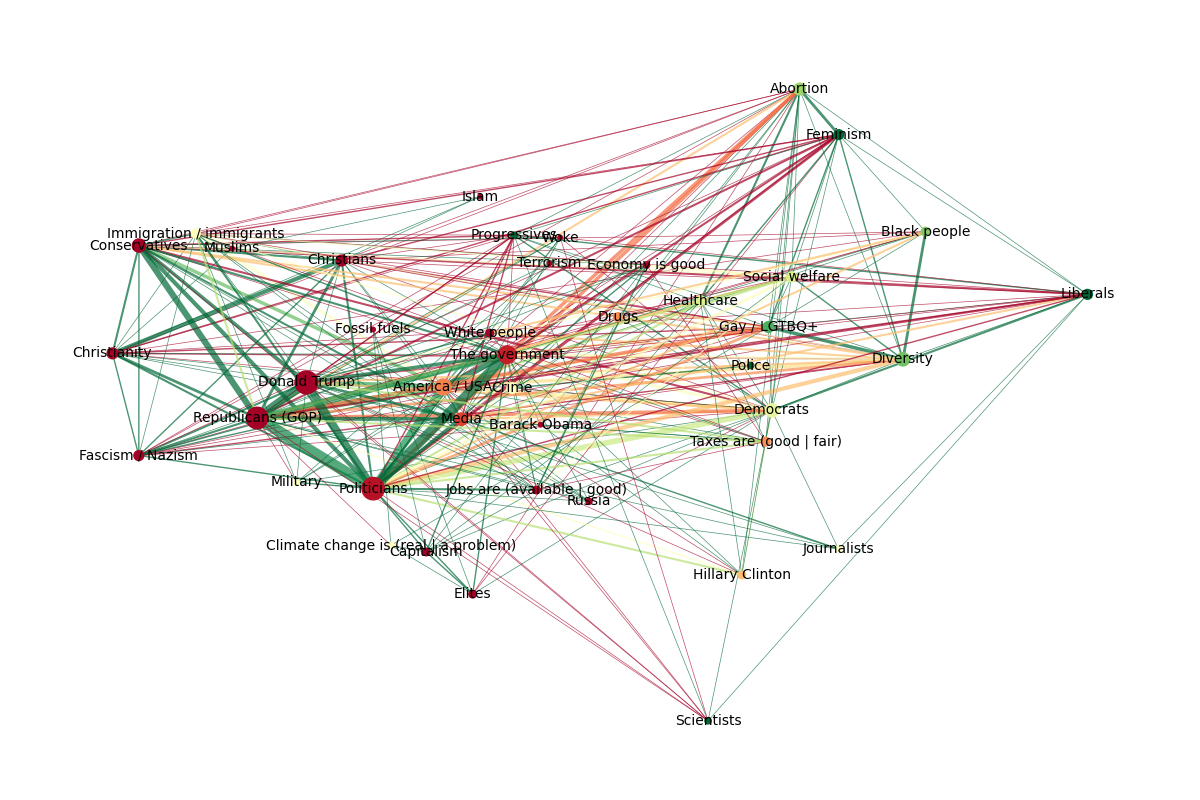 Abortion
Feminism
Islam
Immigration / immigrants
Black people
Progressives
Woke
Conservatives
Muslims
Christians
Terrorism
Economy is good
Social welfare
Liberals
Healthcare
Drugs
Fossil fuels
White people
Gay / LGTBQ+
Christianity
The government
Diversity
Police
Donald Trump
America / USA
Crime
Democrats
Republicans (GOP)
Media
Barack Obama
Taxes are (good | fair)
Fascism / Nazism
Military
Politicians
Jobs are (available | good)
Russia
Climate change is (real | a problem)
Capitalism
Journalists
Hillary Clinton
Elites
Scientists